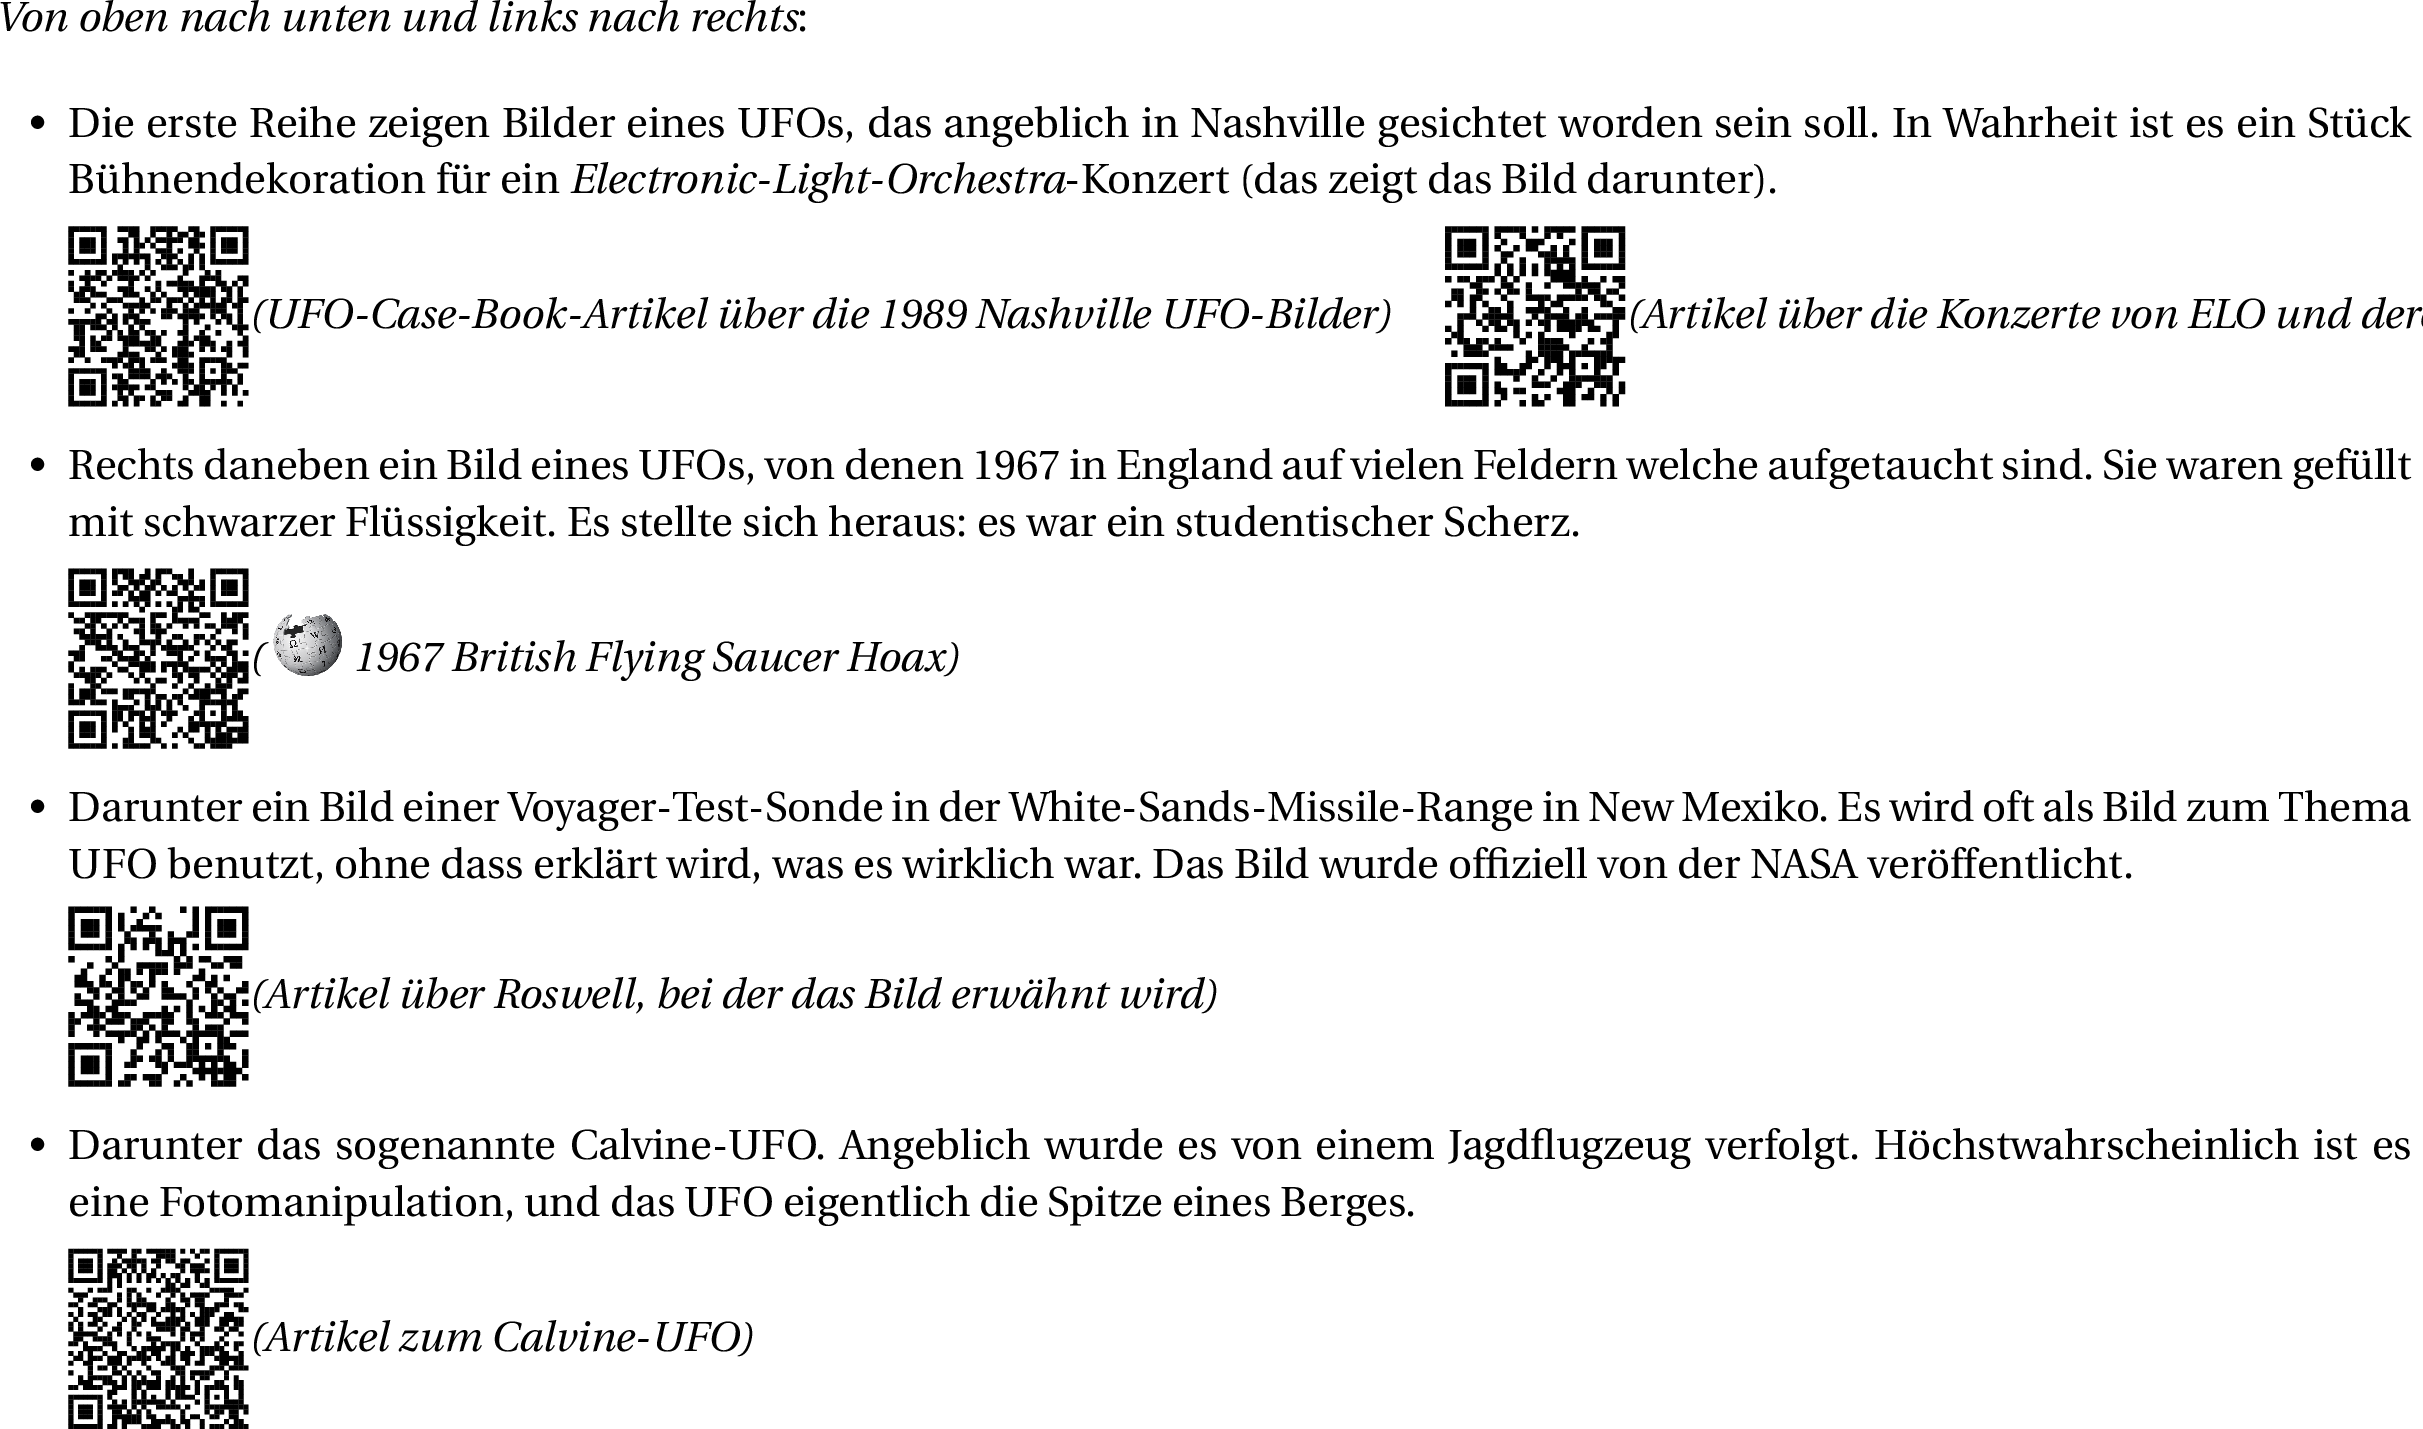 Von oben nach unten und links nach rechts:
• Die erste Reihe zeigen Bilder eines UFOs, das angeblich in Nashville gesichtet worden sein soll. In Wahrheit ist es ein Stück
Bühnendekoration für ein Electronic-Light-Orchestra-Konzert (das zeigt das Bild darunter).
(UFO-Case-Book-Artikel über die 1989 Nashville UFO-Bilder) (Artikel über die Konzerte von ELO und
• Rechts daneben ein Bild eines UFOs, von denen 1967 in England auf vielen Feldern welche aufgetaucht sind. Sie waren gefüllt
mit schwarzer Flüssigkeit. Es stellte sich heraus: es war ein studentischer Scherz.
( 1967 British Flying Saucer Hoax)
• Darunter ein Bild einer Voyager-Test-Sonde in der White-Sands-Missile-Range in New Mexiko. Es wird oft als Bild zum Thema
UFO benutzt, ohne dass erklärt wird, was es wirklich war. Das Bild wurde offiziell von der NASA veröffentlicht.
(Artikel über Roswell, bei der das Bild erwähnt wird)
• Darunter das sogenannte Calvine-UFO. Angeblich wurde es von einem Jagdflugzeug verfolgt. Höchstwahrscheinlich ist es
eine Fotomanipulation, und das UFO eigentlich die Spitze eines Berges.
(Artikel zum Calvine-UFO)